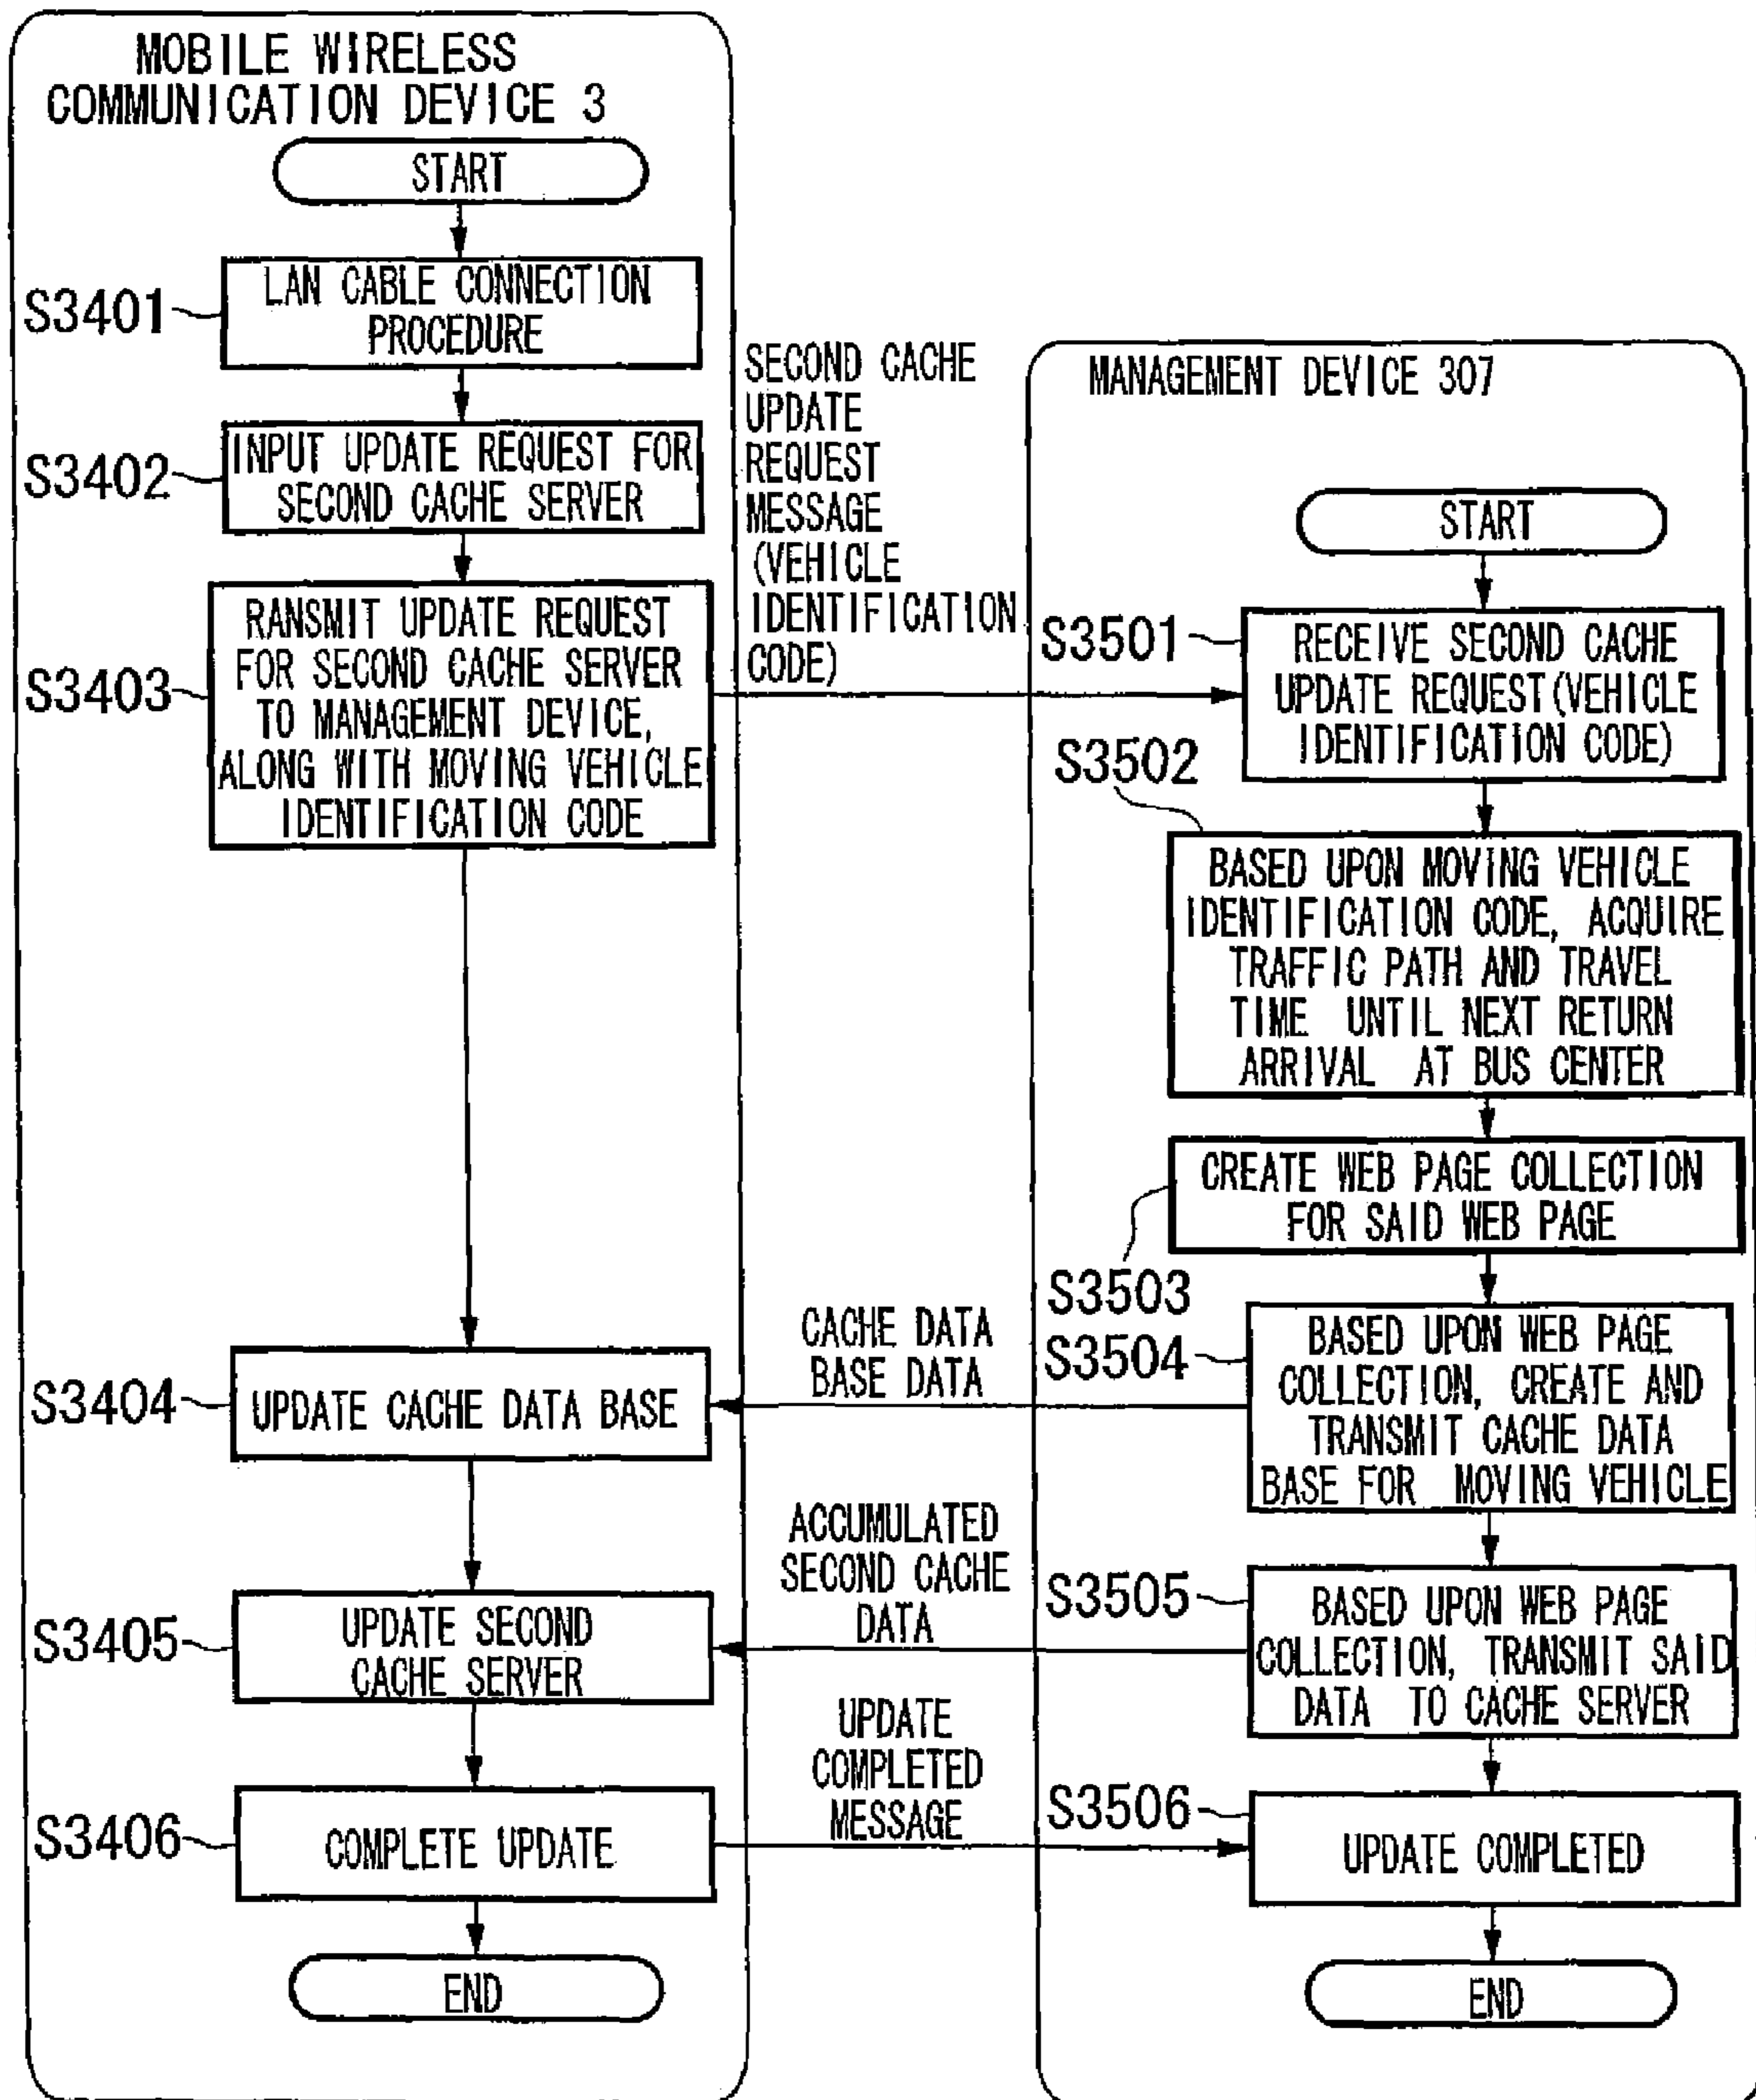 MOBILE WIRELESS
COMMUNICATION DEVICE 3
START
S3401
LAN CABLE CONNECTION
PROCEDURE
S3402
INPUT UPDATE REQUEST FOR
SECOND CACHE SERVER
S3403
RANSMIT UPDATE REQUEST
FOR SECOND CACHE SERVER
TO MANAGEMENT DEVICE,
ALONG WITH MOVING VEHICLE
IDENTIFICATION CODE
S3404
UPDATE CACHE DATA BASE
S3405
UPDATE SECOND
CACHE SERVER
S3406
COMPLETE UPDATE
END
SECOND CACHE
UPDATE
REQUEST
MESSAGE
(VEHICLE
IDENTIFICATION
CODE)
CACHE DATA
BASE DATA
ACCUMULATED
SECOND CACHE
DATA
UPDATE
COMPLETED
MESSAGE
MANAGEMENT DEVICE 307
START
S3501
RECEIVE SECOND CACHE
UPDATE REQUEST(VEHICLE
IDENTIFICATION CODE)
S3502
BASED UPON MOVING VEHICLE
IDENTIFICATION CODE, ACQUIRE
TRAFFIC PATH AND TRAVEL
TIME UNTIL NEXT RETURN
ARRIVAL AT BUS CENTER
CREATE WEB PAGE COLLECTION
FOR SAID WEB PAGE
S3503
S3504
BASED UPON WEB PAGE
COLLECTION, CREATE AND
TRANSMIT CACHE DATA
BASE FOR MOVING VEHICLE
S3505
BASED UPON WEB PAGE
COLLECTION, TRANSMIT SAID
DATA TO CACHE SERVER
S3506
UPDATE COMPLETED
END